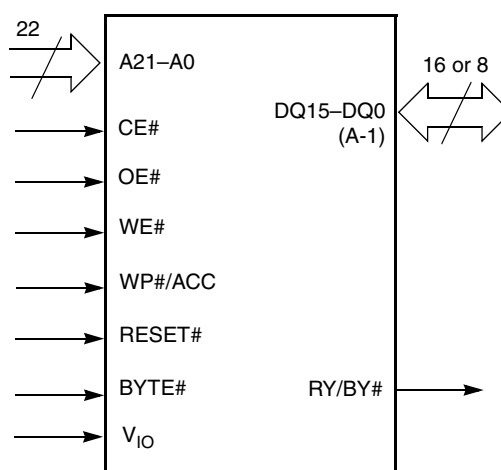 22
A21–A0
16 or 8
DQ15–DQ0
(A-1)
CE#
OE#
WE#
WP#/ACC
RESET#
BYTE#
RY/BY#
VIO